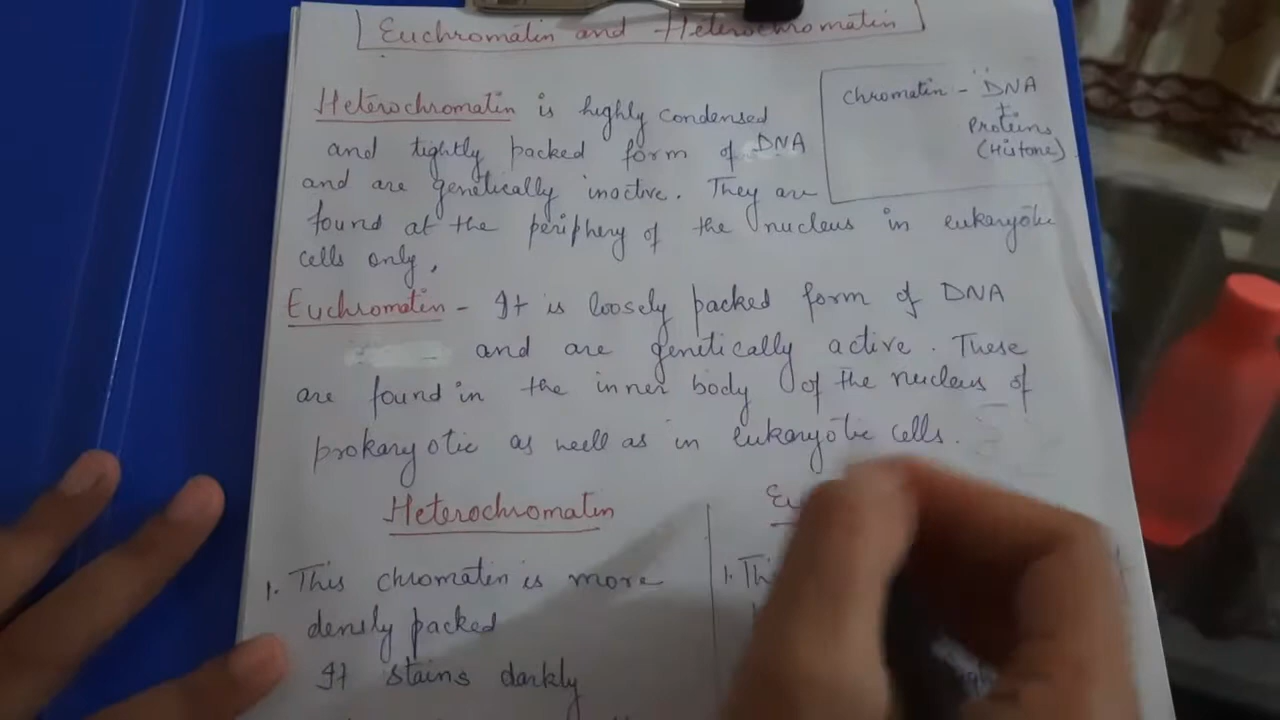 Euchromatin and Heterochromatin
Chromatin - DNA
+
Proteins
(Histone)
Heterochromatin is highly condensed
and tightly packed form of DNA
and are genetically inactive. They are
found at the periphery of the nucleus in eukaryotic
cells only,
Euchromatin - It is loosely packed form of DNA
and are genetically active. These
are found in the inner body of the nucleus of
prokaryotic as well as in eukaryotic cells.
Heterochromatin
1. This chromatin is more
densly packed
It stains darkly
1.